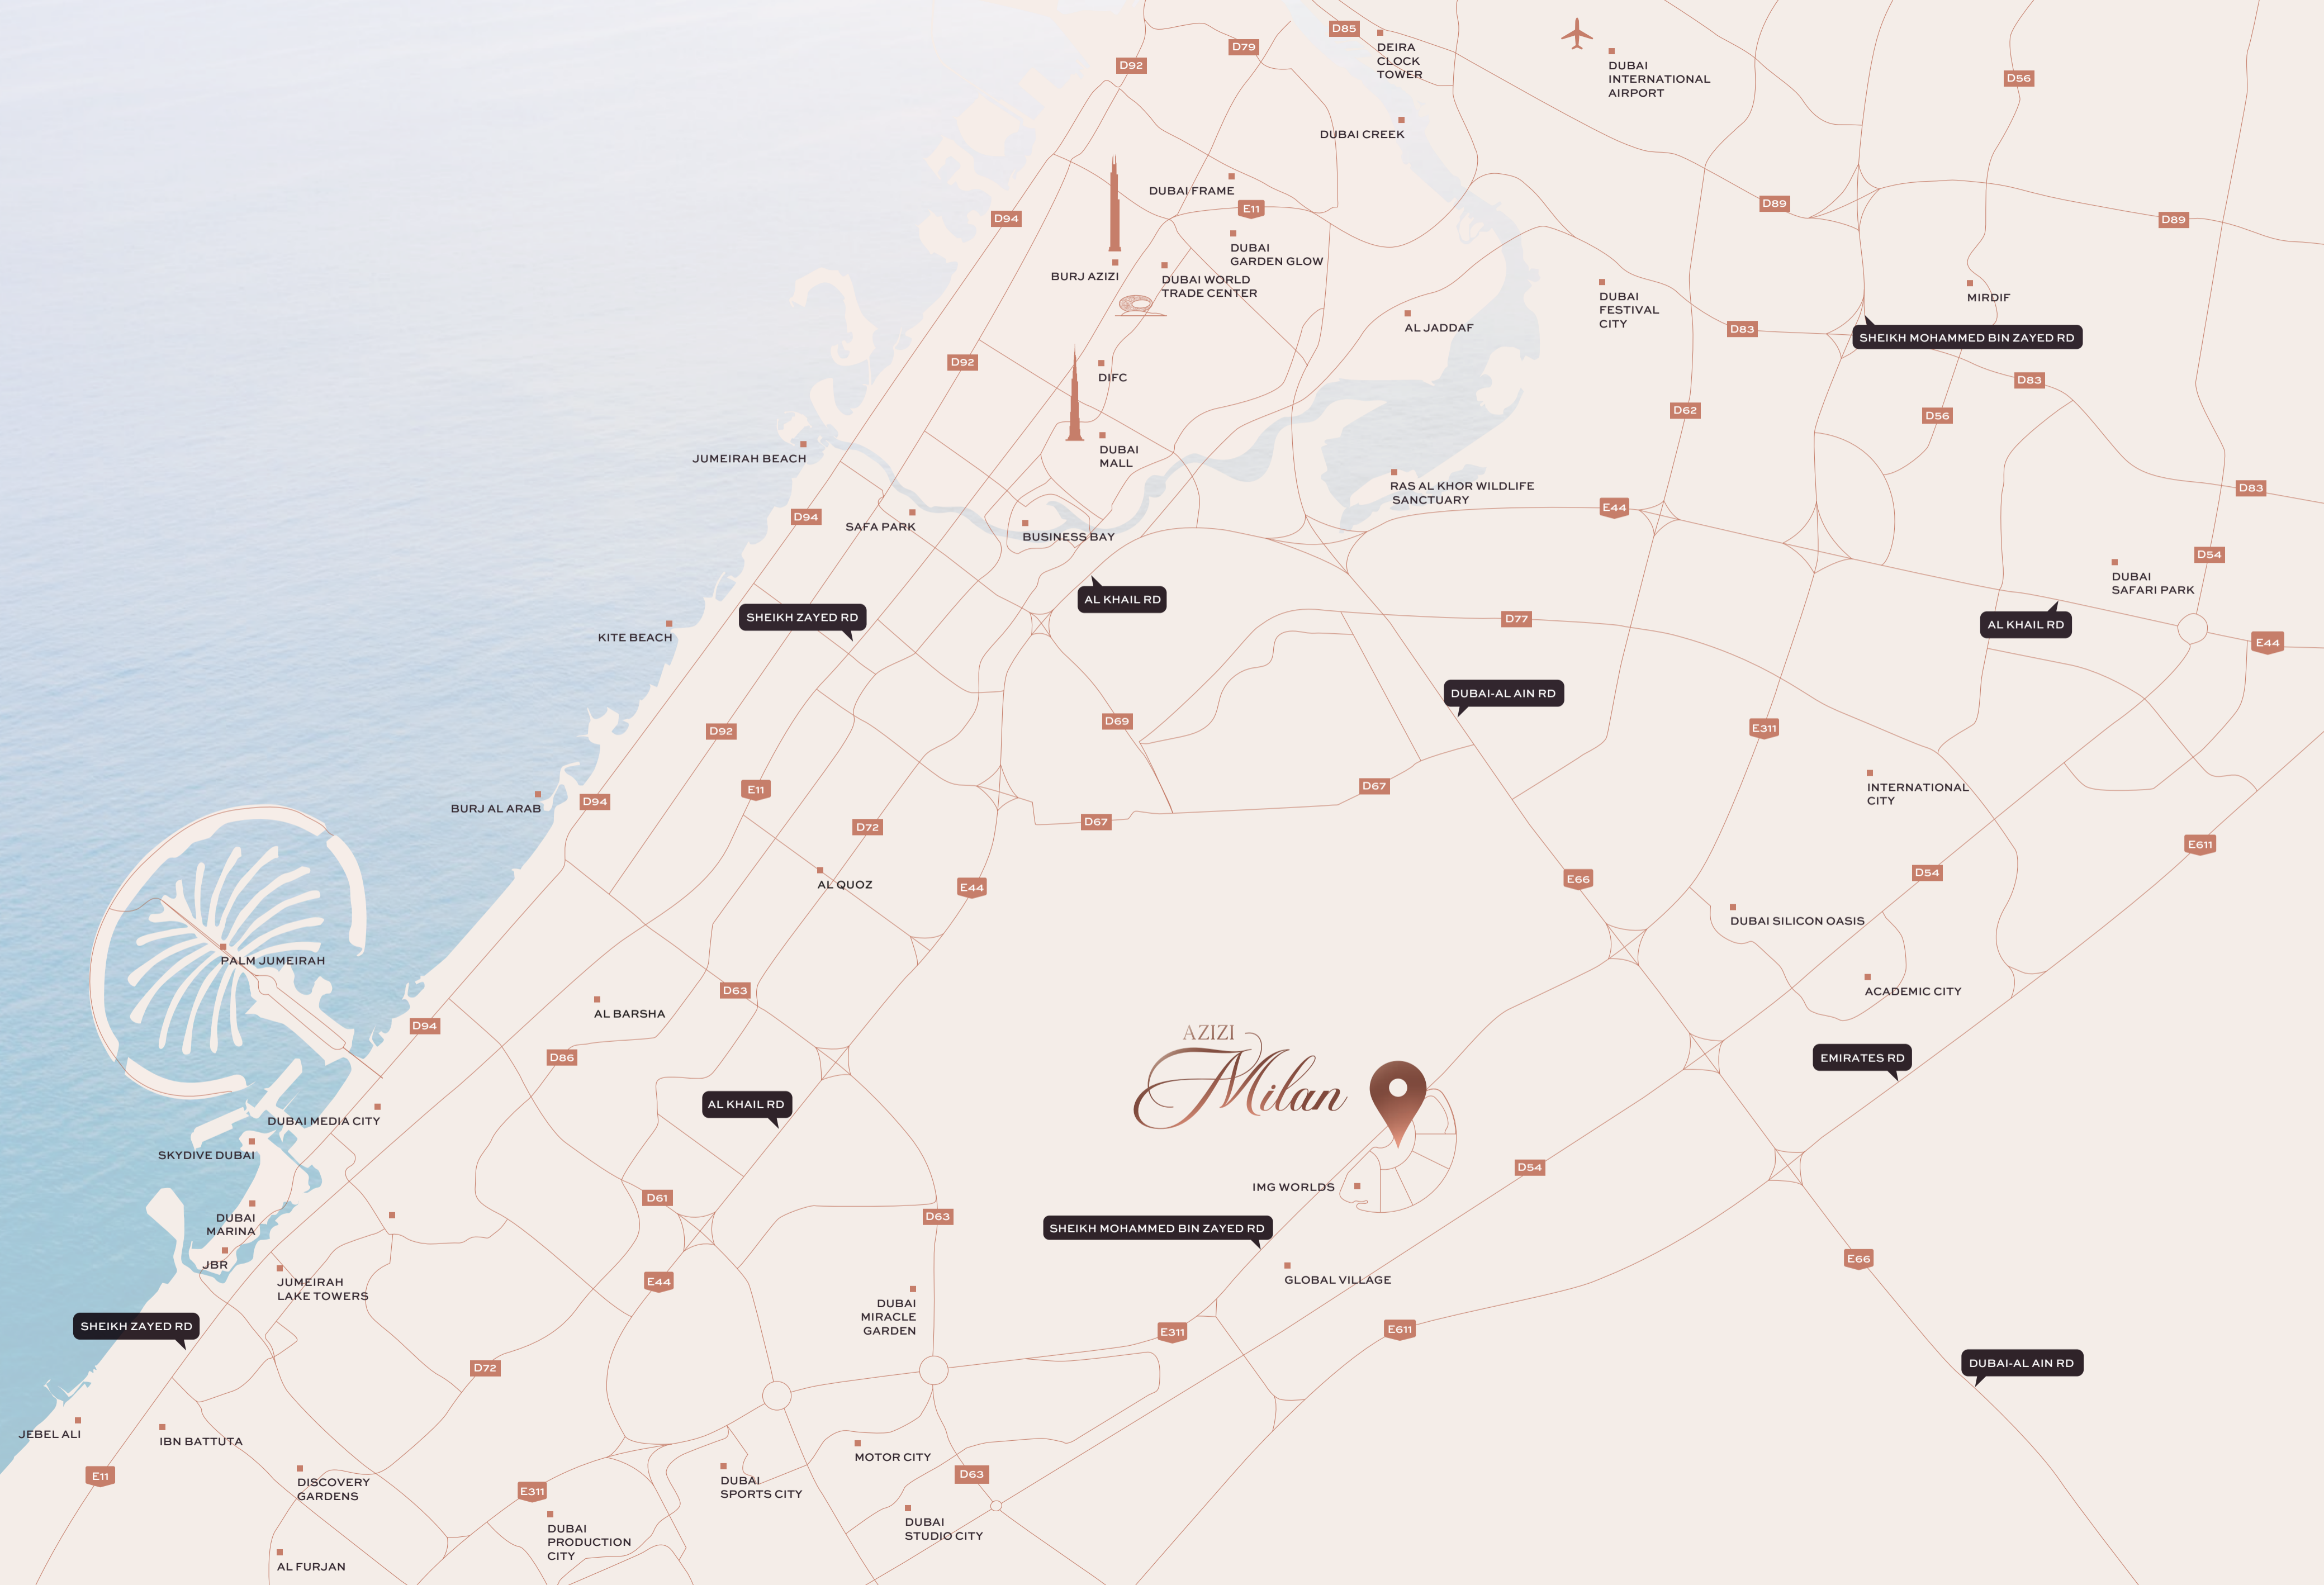 D85
DEIRA
CLOCK
TOWER
D79
D92
DUBAI
INTERNATIONAL
AIRPORT
D56
DUBAI CREEK
DUBAI FRAME
E11
D94
D89
D89
DUBAI
GARDEN GLOW
BURJ AZIZI
DUBAI WORLD
TRADE CENTER
DUBAI
FESTIVAL
CITY
MIRDIF
AL JADDAF
D83
SHEIKH MOHAMMED BIN ZAYED RD
D92
DIFC
D83
D62
D56
JUMEIRAH BEACH
DUBAI
MALL
RAS AL KHOR WILDLIFE
SANCTUARY
D83
E44
D94
SAFA PARK
BUSINESS BAY
D54
DUBAI
SAFARI PARK
AL KHAIL RD
SHEIKH ZAYED RD
D77
AL KHAIL RD
KITE BEACH
E44
DUBAI-AL AIN RD
D69
D92
E311
INTERNATIONAL
CITY
E11
D67
D94
BURJ AL ARAB
D67
D72
E611
AL QUOZ
E44
E66
D54
DUBAI SILICON OASIS
PALM JUMEIRAH
D63
ACADEMIC CITY
AL BARSHA
D94
AZIZI
Milan
D86
EMIRATES RD
AL KHAIL RD
DUBAI MEDIA CITY
SKYDIVE DUBAI
D54
IMG WORLDS
D61
D63
DUBAI
MARINA
SHEIKH MOHAMMED BIN ZAYED RD
JBR
E66
JUMEIRAH
LAKE TOWERS
E44
GLOBAL VILLAGE
DUBAI
MIRACLE
GARDEN
SHEIKH ZAYED RD
E311
E611
D72
DUBAI-AL AIN RD
JEBEL ALI
IBN BATTUTA
MOTOR CITY
E11
D63
DISCOVERY
GARDENS
DUBAI
SPORTS CITY
E311
DUBAI
STUDIO CITY
DUBAI
PRODUCTION
CITY
AL FURJAN